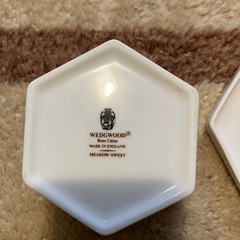 WEDGWOOD®
Bone China
MADE IN ENGLAND
MEADOW-SWEET